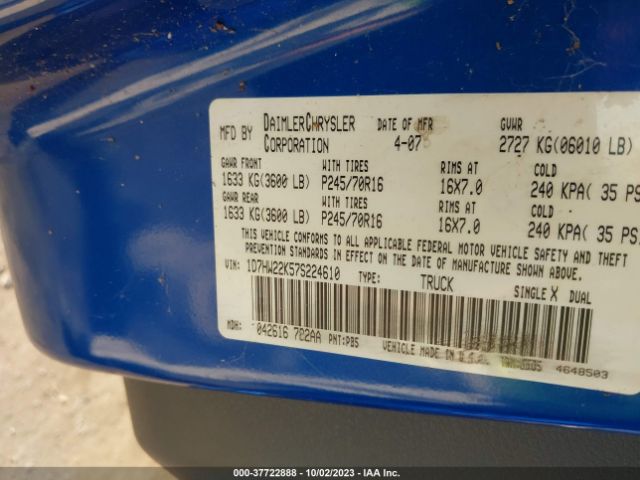 MFD BY DAIMLERCHRYSLER CORPORATION DATE OF MFR 4-07 GVWR 2727 KG(06010 LB)
GAWR FRONT WITH TIRES RIMS AT COLD
1633 KG(3600 LB) P245/70R16 16X7.0 240 KPA( 35 PS
GAWR REAR WITH TIRES RIMS AT COLD
1633 KG(3600 LB) P245/70R16 16X7.0 240 KPA( 35 PS
THIS VEHICLE CONFORMS TO ALL APPLICABLE FEDERAL MOTOR VEHICLE SAFETY AND THEFT
PREVENTION STANDARDS IN EFFECT ON THE DATE OF MANUFACTURE SHOWN ABOVE.
VIN: 1D7HW22K57S224610 TYPE: TRUCK SINGLE X DUAL
MDH: 042616 702AA PNT:PB5 VEHICLE MADE IN U.S.A. 4648503
000-37722888 - 10/02/2023 - IAA Inc.